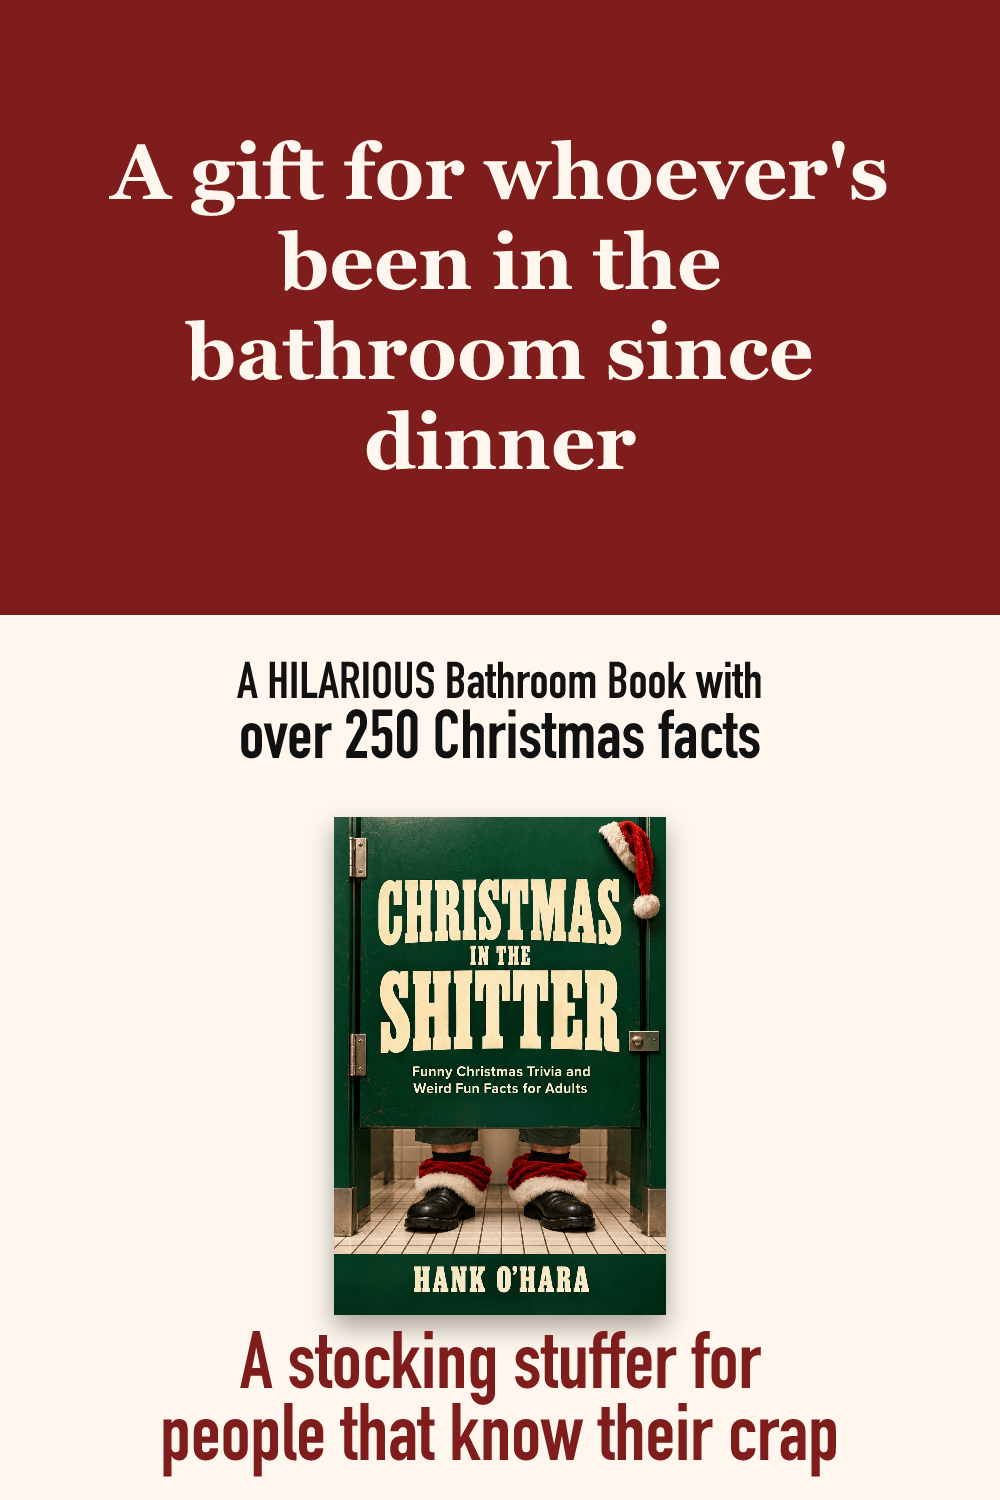 A gift for whoever's
been in the
bathroom since
dinner
A HILARIOUS Bathroom Book with
over 250 Christmas facts
CHRISTMAS
IN THE
SHITTER
Funny Christmas Trivia and
Weird Fun Facts for Adults
HANK O'HARA
A stocking stuffer for
people that know their crap